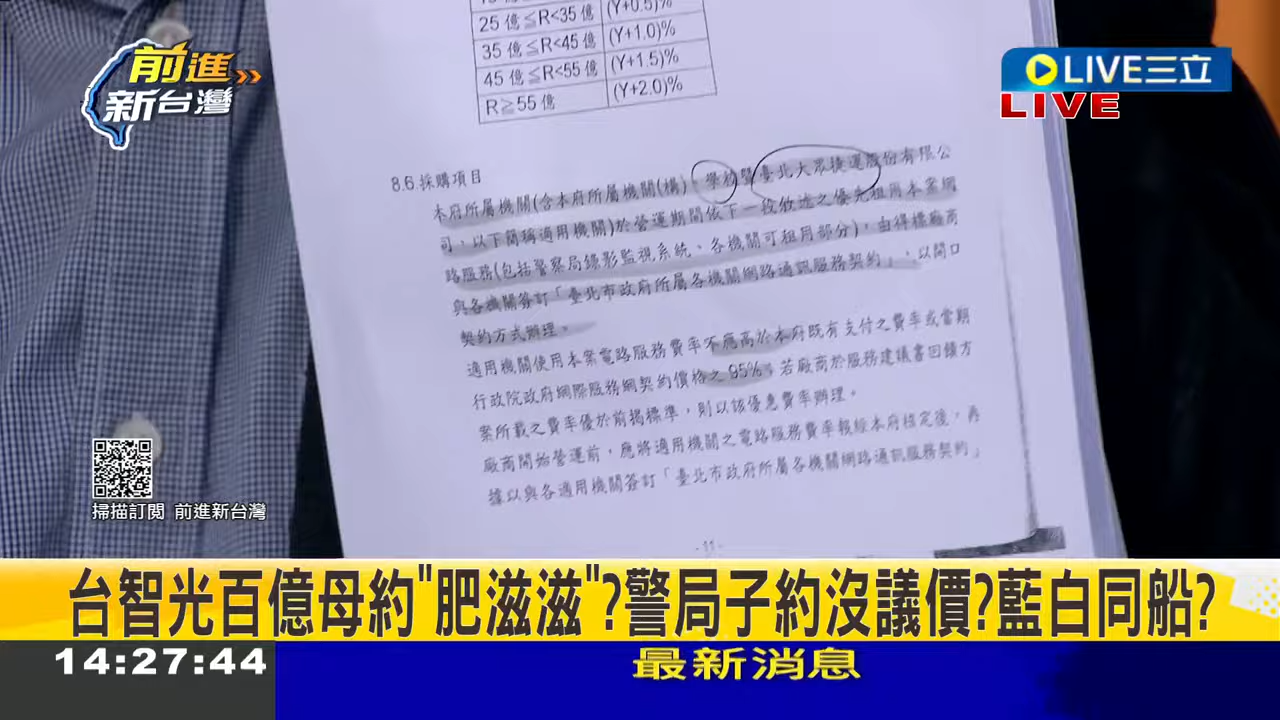 25 億≦R<35 億 (Y+0.5)%
35 億≦R<45 億 (Y+1.0)%
45 億≦R<55 億 (Y+1.5)%
R≧55 億 (Y+2.0)%
前進
新台灣
LIVE三立
LIVE
8.6.採購項目
本府所屬機關(含本府所屬機關(構)、學校暨臺北大眾捷運股份有限公
司，以下簡稱適用機關)於營運期間依下一段敘述之優先租用本案網
路服務(包括警察局錄影監視系統、各機關可租用部分)，由得標廠商
與各機關簽訂「臺北市政府所屬各機關網路通訊服務契約」，以開口
契約方式辦理。
適用機關使用本案電路服務費率不應高於本府既有支付之費率或當期
行政院政府網際服務網契約價格之 95%，若廠商於服務建議書回饋方
案所載之費率優於前揭標準，則以該優惠費率辦理。
廠商開始營運前，應將適用機關之電路服務費率報經本府核定後，再
據以與各適用機關簽訂「臺北市政府所屬各機關網路通訊服務契約」
- 11
掃描訂閱 前進新台灣
台智光百億母約"肥滋滋"?警局子約沒議價?藍白同船?
14:27:44
最新消息